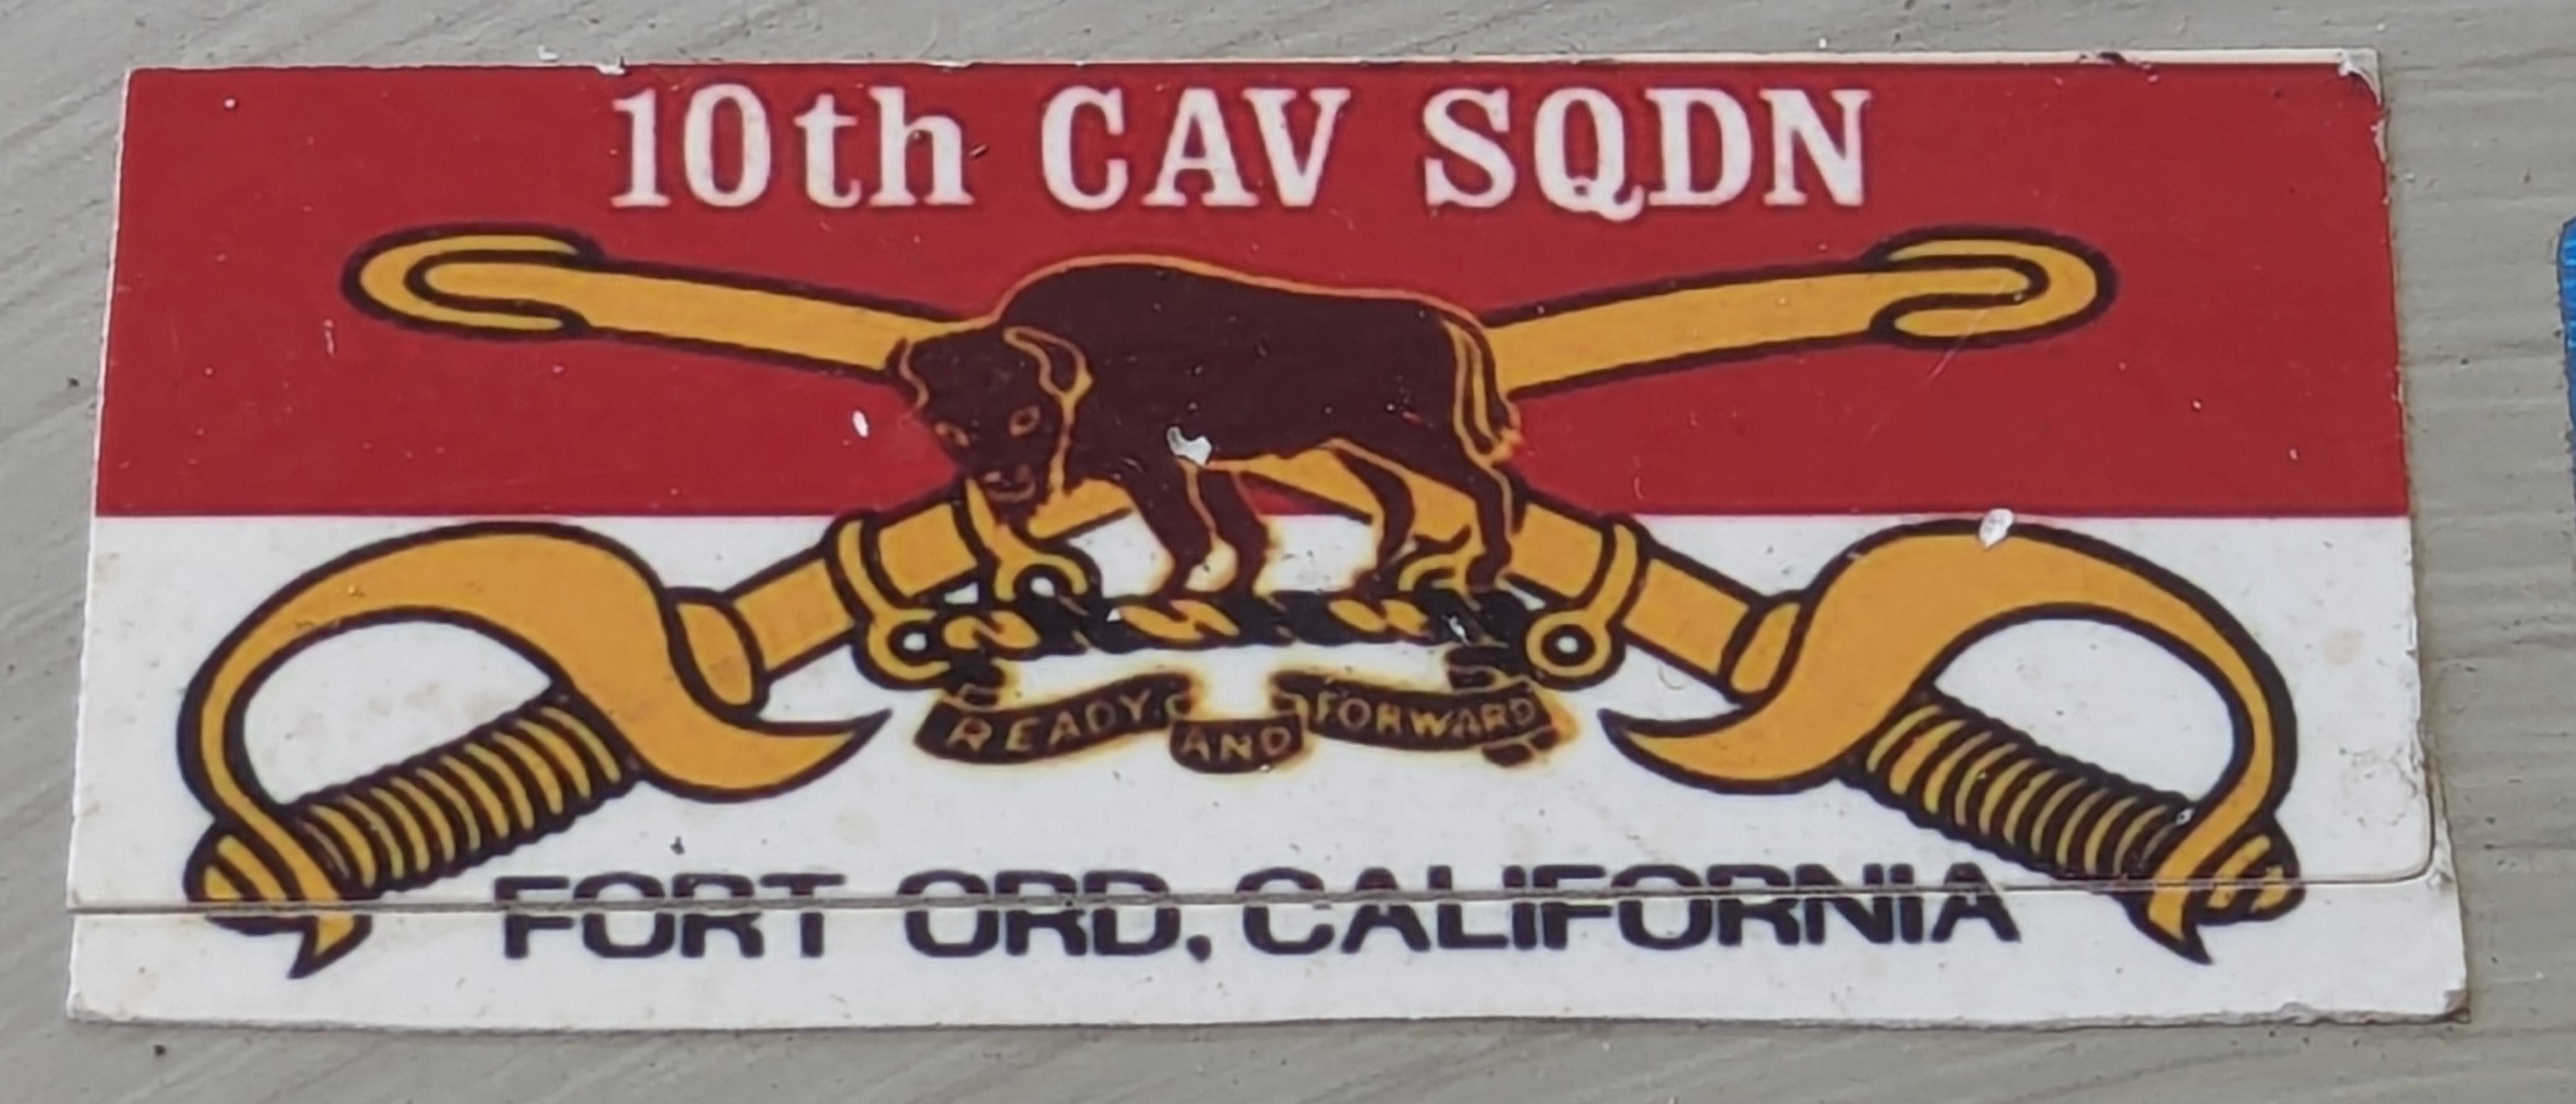 10th CAV SQDN
READY AND FORWARD
FORT ORD, CALIFORNIA